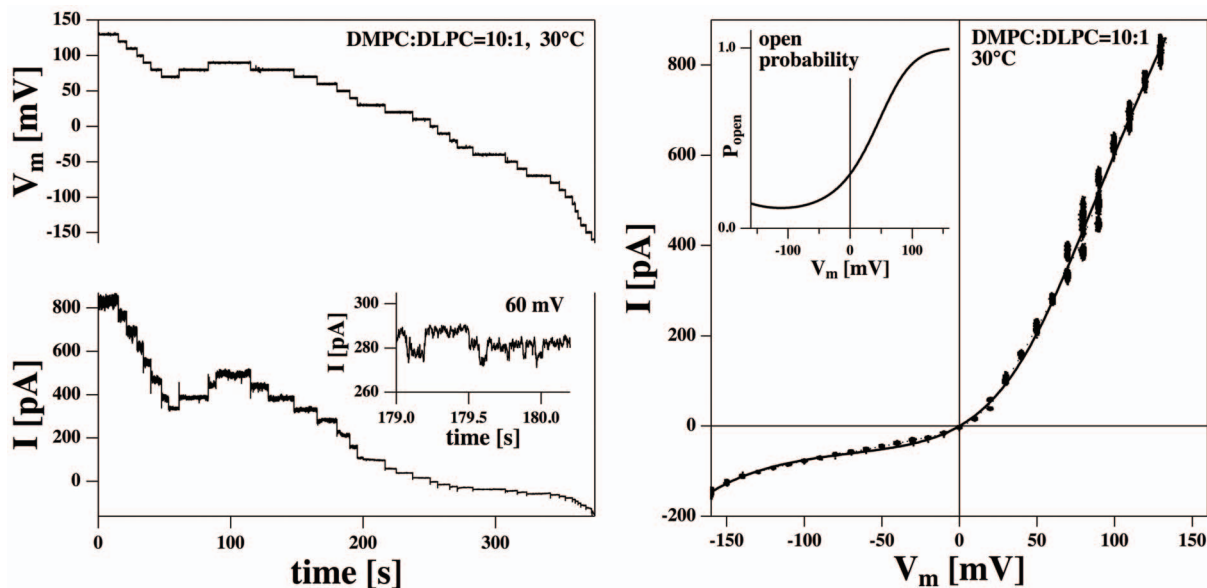 DMPC:DLPC=10:1, 30°C
150
100
50
0
-50
-100
-150
V_m [mV]
800
600
400
200
0
I [pA]
60 mV
300
280
260
I [pA]
179.0 179.5 180.0
time [s]
0 100 200 300
time [s]
DMPC:DLPC=10:1
30°C
800
600
400
200
0
-200
I [pA]
open
probability
1.0
0.0
P_open
-100 0 100
V_m [mV]
-150 -100 -50 0 50 100 150
V_m [mV]